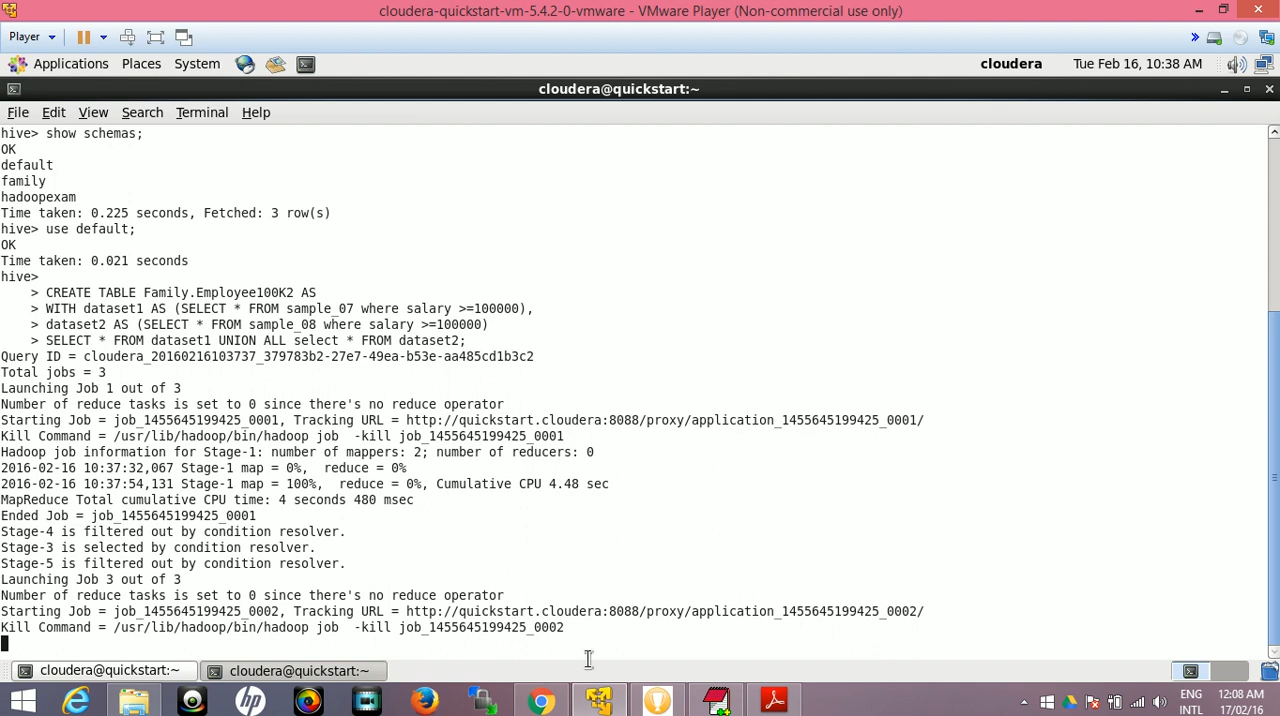 cloudera-quickstart-vm-5.4.2-0-vmware - VMware Player (Non-commercial use only)
Player
Applications Places System
cloudera Tue Feb 16, 10:38 AM
cloudera@quickstart:~
File Edit View Search Terminal Help
hive> show schemas;
OK
default
family
hadoopexam
Time taken: 0.225 seconds, Fetched: 3 row(s)
hive> use default;
OK
Time taken: 0.021 seconds
hive>
    > CREATE TABLE Family.Employee100K2 AS
    > WITH dataset1 AS (SELECT * FROM sample_07 where salary >=100000),
    > dataset2 AS (SELECT * FROM sample_08 where salary >=100000)
    > SELECT * FROM dataset1 UNION ALL select * FROM dataset2;
Query ID = cloudera_20160216103737_379783b2-27e7-49ea-b53e-aa485cd1b3c2
Total jobs = 3
Launching Job 1 out of 3
Number of reduce tasks is set to 0 since there's no reduce operator
Starting Job = job_1455645199425_0001, Tracking URL = http://quickstart.cloudera:8088/proxy/application_1455645199425_0001/
Kill Command = /usr/lib/hadoop/bin/hadoop job  -kill job_1455645199425_0001
Hadoop job information for Stage-1: number of mappers: 2; number of reducers: 0
2016-02-16 10:37:32,067 Stage-1 map = 0%,  reduce = 0%
2016-02-16 10:37:54,131 Stage-1 map = 100%,  reduce = 0%, Cumulative CPU 4.48 sec
MapReduce Total cumulative CPU time: 4 seconds 480 msec
Ended Job = job_1455645199425_0001
Stage-4 is filtered out by condition resolver.
Stage-3 is selected by condition resolver.
Stage-5 is filtered out by condition resolver.
Launching Job 3 out of 3
Number of reduce tasks is set to 0 since there's no reduce operator
Starting Job = job_1455645199425_0002, Tracking URL = http://quickstart.cloudera:8088/proxy/application_1455645199425_0002/
Kill Command = /usr/lib/hadoop/bin/hadoop job  -kill job_1455645199425_0002
cloudera@quickstart:~ cloudera@quickstart:~
ENG 12:08 AM
INTL 17/02/16